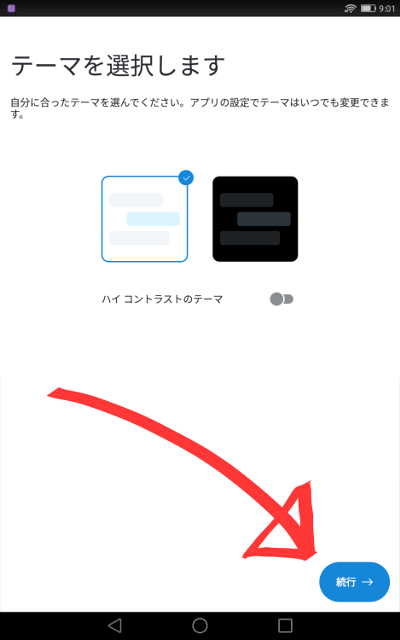 9:01
テーマを選択します
自分に合ったテーマを選んでください。アプリの設定でテーマはいつでも変更できま
す。
ハイ コントラストのテーマ
続行 →